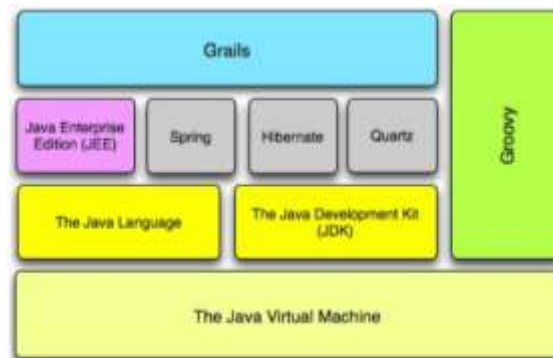 Grails
Groovy
Java Enterprise
Edition (JEE)
Spring
Hibernate
Quartz
The Java Language
The Java Development Kit
(JDK)
The Java Virtual Machine